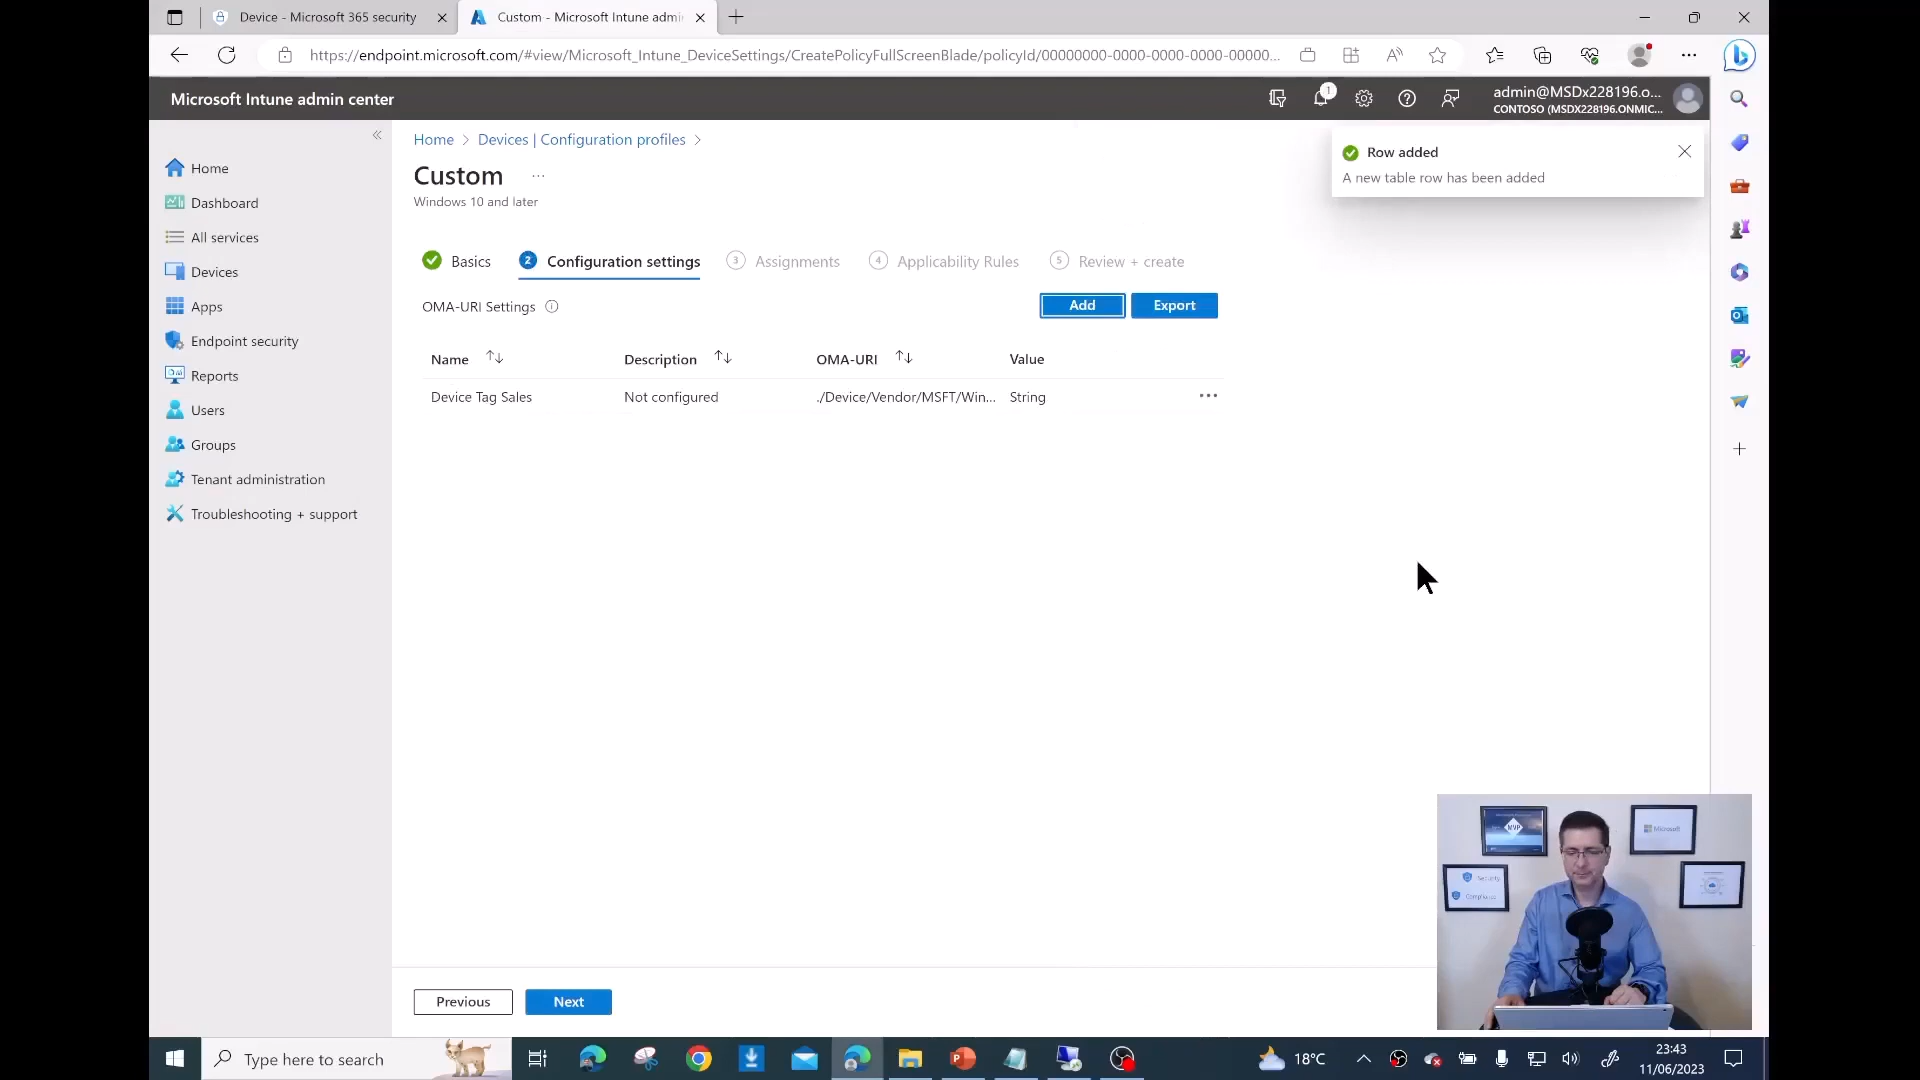 Device - Microsoft 365 security
Custom - Microsoft Intune admi
https://endpoint.microsoft.com/#view/Microsoft_Intune_DeviceSettings/CreatePolicyFullScreenBlade/policyId/00000000-0000-0000-0000-00000...
Microsoft Intune admin center
1
admin@MSDx228196.o...
CONTOSO (MSDX228196.ONMIC...
Home
Dashboard
All services
Devices
Apps
Endpoint security
Reports
Users
Groups
Tenant administration
Troubleshooting + support
Home > Devices | Configuration profiles >
Custom ...
Windows 10 and later
Row added
A new table row has been added
Basics
2 Configuration settings
3 Assignments
4 Applicability Rules
5 Review + create
OMA-URI Settings
Add
Export
Name Description OMA-URI Value
Device Tag Sales Not configured ./Device/Vendor/MSFT/Win... String
Previous
Next
MVP
Microsoft
Security
Compliance
Type here to search
18°C
23:43
11/06/2023